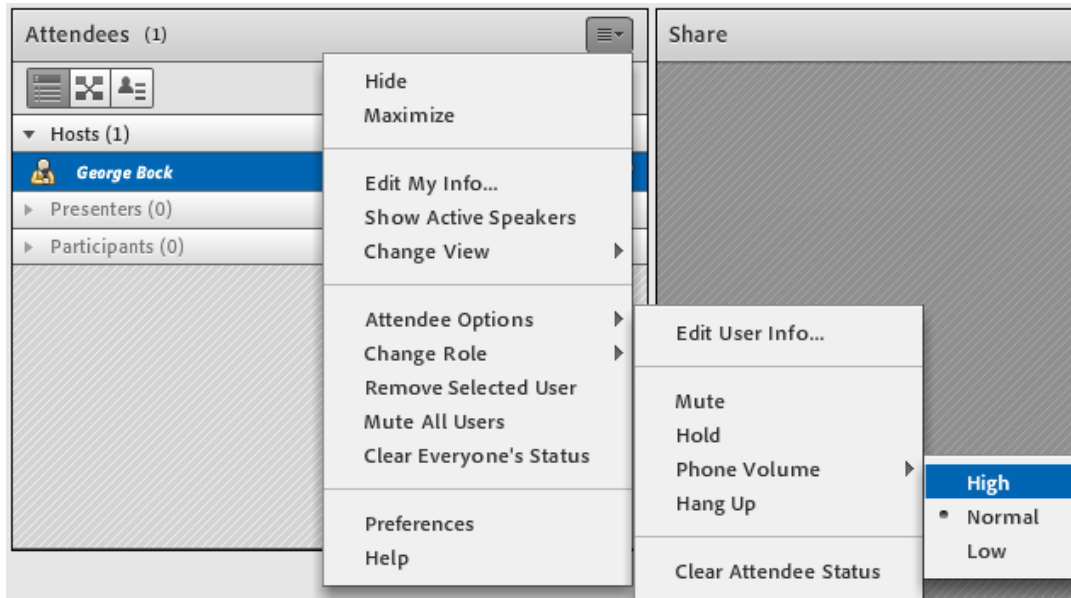 Attendees (1)
Share
Hide
Maximize
Hosts (1)
George Bock
Presenters (0)
Participants (0)
Edit My Info...
Show Active Speakers
Change View
Attendee Options
Change Role
Remove Selected User
Mute All Users
Clear Everyone's Status
Preferences
Help
Edit User Info...
Mute
Hold
Phone Volume
Hang Up
Clear Attendee Status
High
Normal
Low